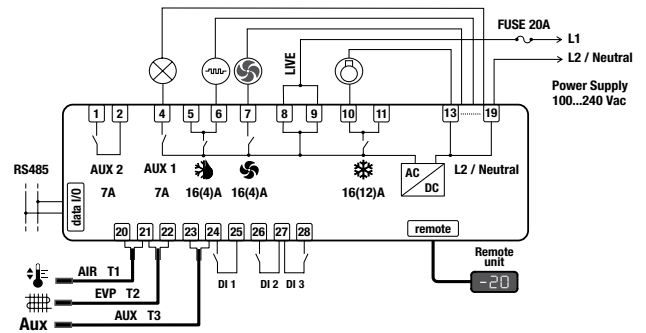 FUSE 20A
L1
L2 / Neutral
LIVE
Power Supply
100...240 Vac
1 2 4 5 6 7 8 9 10 11 13 19
RS485
AUX 2
AUX 1
AC
DC
L2 / Neutral
7A
7A
16(4)A
16(4)A
16(12)A
data I/O
20 21 22 23 24 25 26 27 28
remote
DI 1
DI 2
DI 3
Remote
unit
-20
AIR T1
EVP T2
Aux
AUX T3